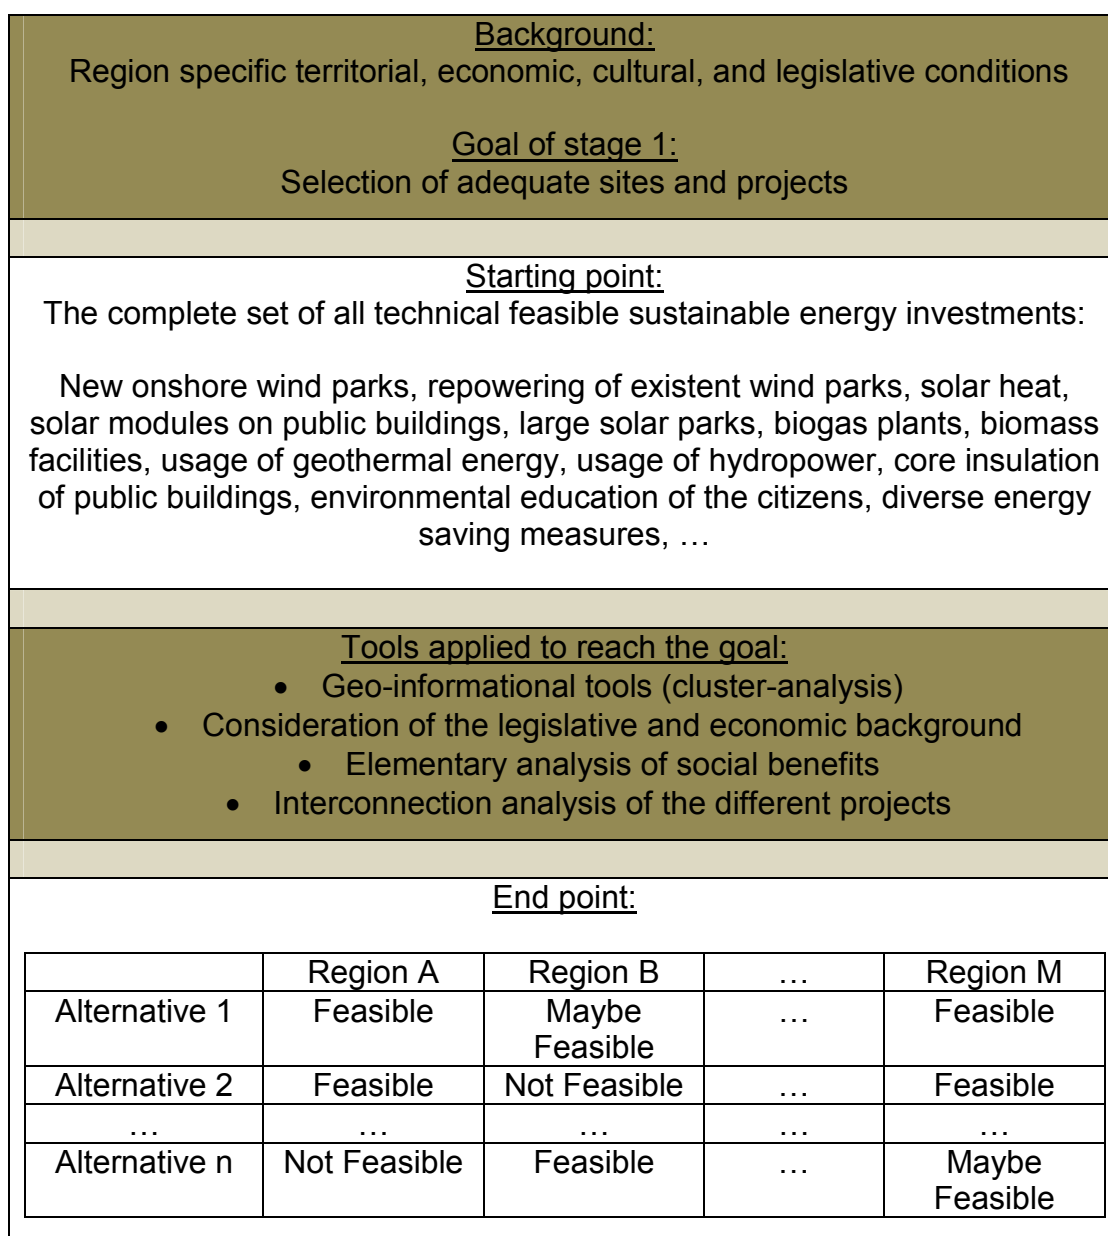 Background:
Region specific territorial, economic, cultural, and legislative conditions
Goal of stage 1:
Selection of adequate sites and projects
Starting point:
The complete set of all technical feasible sustainable energy investments:
New onshore wind parks, repowering of existent wind parks, solar heat,
solar modules on public buildings, large solar parks, biogas plants, biomass
facilities, usage of geothermal energy, usage of hydropower, core insulation
of public buildings, environmental education of the citizens, diverse energy
saving measures, …
Tools applied to reach the goal:
• Geo-informational tools (cluster-analysis)
• Consideration of the legislative and economic background
• Elementary analysis of social benefits
• Interconnection analysis of the different projects
End point:
Region A Region B … Region M
Alternative 1 Feasible Maybe Feasible … Feasible
Alternative 2 Feasible Not Feasible … Feasible
… … … … …
Alternative n Not Feasible Feasible … Maybe Feasible